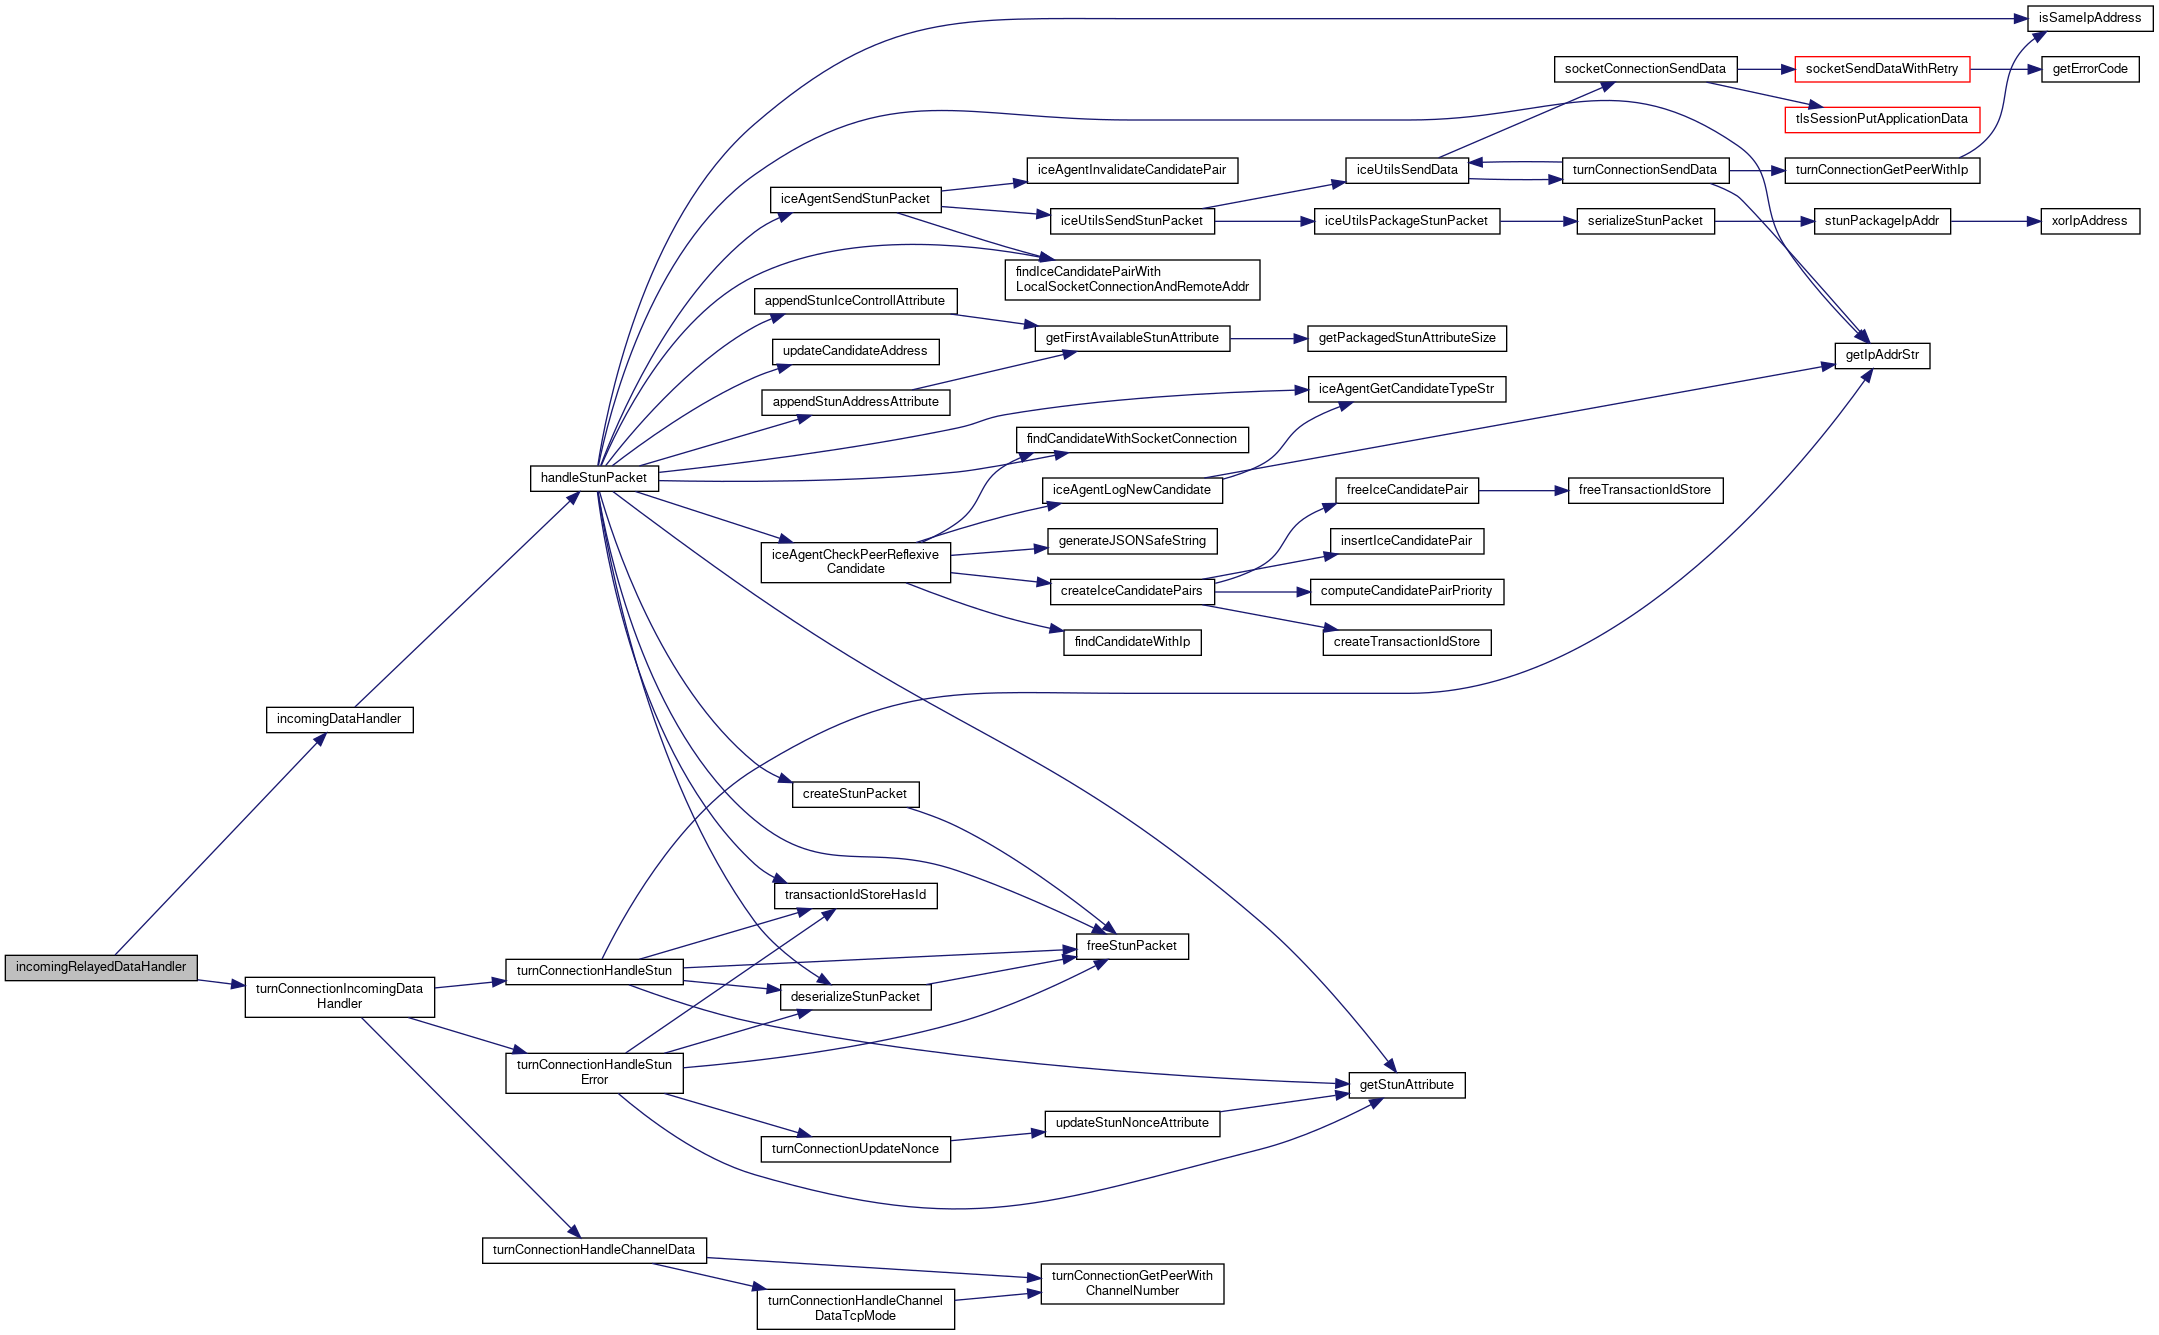 isSameIpAddress
socketConnectionSendData
socketSendDataWithRetry
getErrorCode
tlsSessionPutApplicationData
iceAgentInvalidateCandidatePair
iceUtilsSendData
turnConnectionSendData
turnConnectionGetPeerWithIp
iceAgentSendStunPacket
iceUtilsSendStunPacket
iceUtilsPackageStunPacket
serializeStunPacket
stunPackageIpAddr
xorIpAddress
findIceCandidatePairWith
LocalSocketConnectionAndRemoteAddr
appendStunIceControllAttribute
getFirstAvailableStunAttribute
getPackagedStunAttributeSize
updateCandidateAddress
getIpAddrStr
appendStunAddressAttribute
iceAgentGetCandidateTypeStr
findCandidateWithSocketConnection
handleStunPacket
iceAgentLogNewCandidate
freeIceCandidatePair
freeTransactionIdStore
iceAgentCheckPeerReflexive
Candidate
generateJSONSafeString
insertIceCandidatePair
createIceCandidatePairs
computeCandidatePairPriority
findCandidateWithIp
createTransactionIdStore
incomingDataHandler
createStunPacket
transactionIdStoreHasId
freeStunPacket
incomingRelayedDataHandler
turnConnectionHandleStun
turnConnectionIncomingData
Handler
deserializeStunPacket
turnConnectionHandleStun
Error
getStunAttribute
updateStunNonceAttribute
turnConnectionUpdateNonce
turnConnectionHandleChannelData
turnConnectionGetPeerWith
ChannelNumber
turnConnectionHandleChannel
DataTcpMode